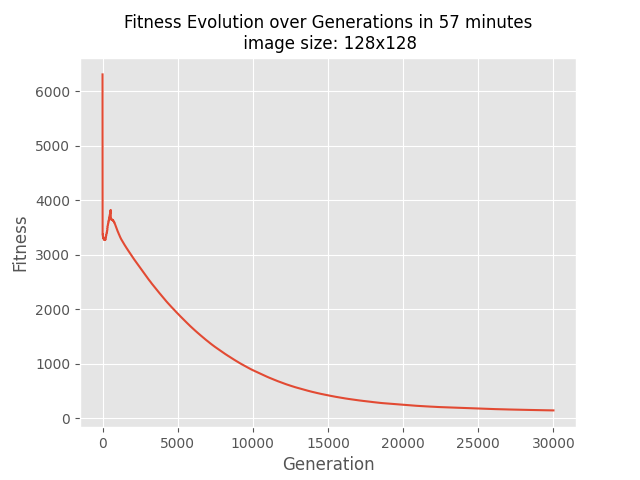 Fitness Evolution over Generations in 57 minutes
image size: 128x128
6000
5000
4000
3000
2000
1000
0
Fitness
0 5000 10000 15000 20000 25000 30000
Generation